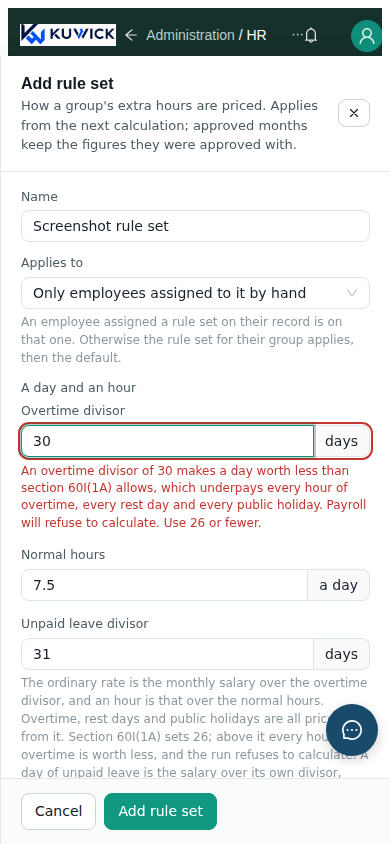 KUWICK
Administration / HR
Add rule set
How a group's extra hours are priced. Applies
from the next calculation; approved months
keep the figures they were approved with.
Name
Screenshot rule set
Applies to
Only employees assigned to it by hand
An employee assigned a rule set on their record is on
that one. Otherwise the rule set for their group applies,
then the default.
A day and an hour
Overtime divisor
30 days
An overtime divisor of 30 makes a day worth less than
section 60I(1A) allows, which underpays every hour of
overtime, every rest day and every public holiday. Payroll
will refuse to calculate. Use 26 or fewer.
Normal hours
7.5 a day
Unpaid leave divisor
31 days
The ordinary rate is the monthly salary over the overtime
divisor, and an hour is that over the normal hours.
Overtime, rest days and public holidays are all
from it. Section 60I(1A) sets 26; above it every
overtime is worth less, and the run refuses to calculate. A
day of unpaid leave is the salary over its own divisor,
Cancel
Add rule set